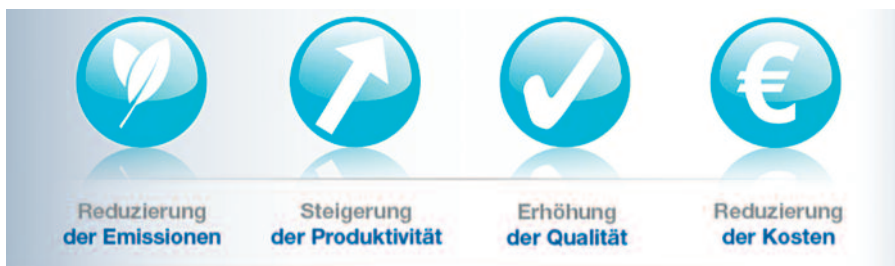 €
Reduzierung
der Emissionen
Steigerung
der Produktivität
Erhöhung
der Qualität
Reduzierung
der Kosten